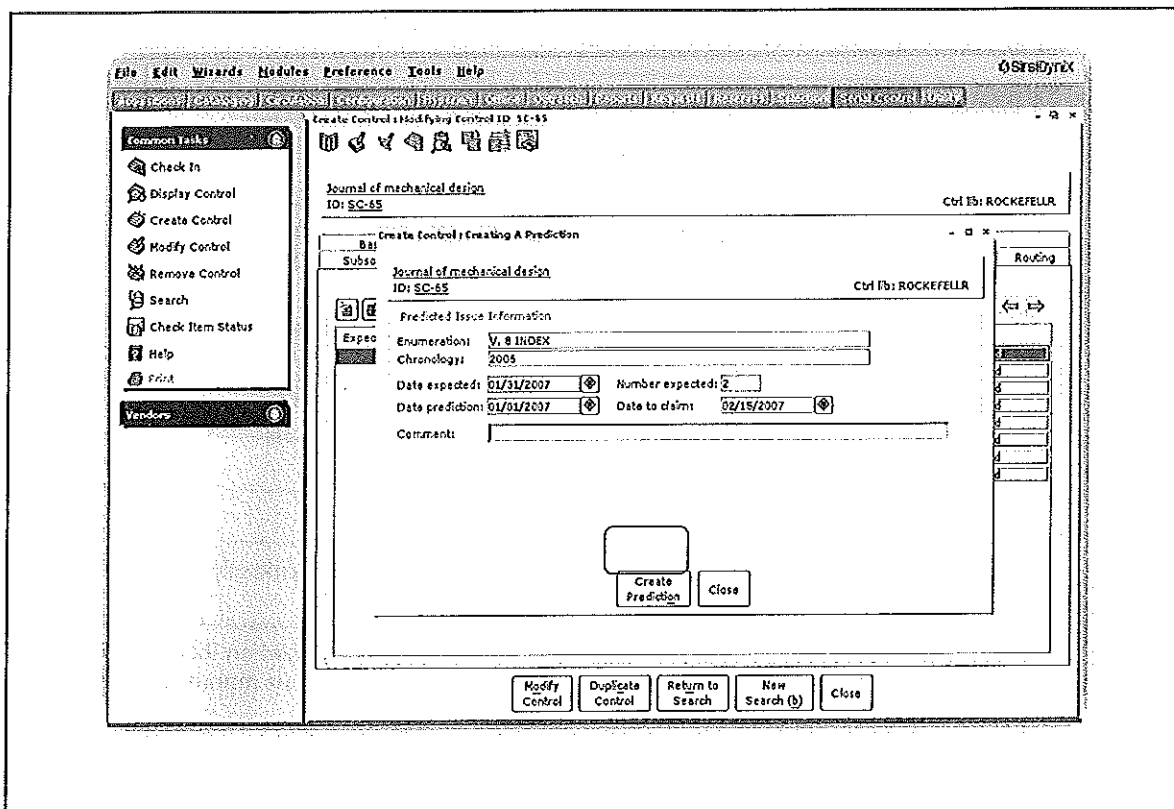 File Edit Wizards Modules Preference Tools Help
SirsiDynix
Create Control : Modifying Control ID SC-65
Common Tasks
Check In
Display Control
Create Control
Modify Control
Remove Control
Search
Check Item Status
Help
Print
Vendors
Journal of mechanical design
ID: SC-65
Ctrl lib: ROCKEFELLR
Ba
Subsc
Routing
Expec
Create Control : Creating A Prediction
Journal of mechanical design
ID: SC-65
Ctrl lib: ROCKEFELLR
Predicted Issue Information
Enumeration: V. 8 INDEX
Chronology: 2005
Date expected: 01/31/2007 Number expected: 2
Date prediction: 01/01/2007 Date to claim: 02/15/2007
Comment:
Create Prediction
Close
Modify Control
Duplicate Control
Return to Search
New Search (b)
Close